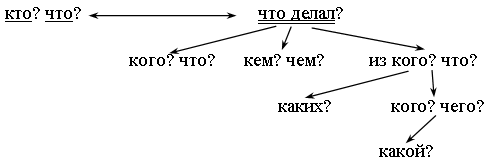 кто? что? что делал?
кого? что? кем? чем? из кого? что?
каких? кого? чего?
какой?